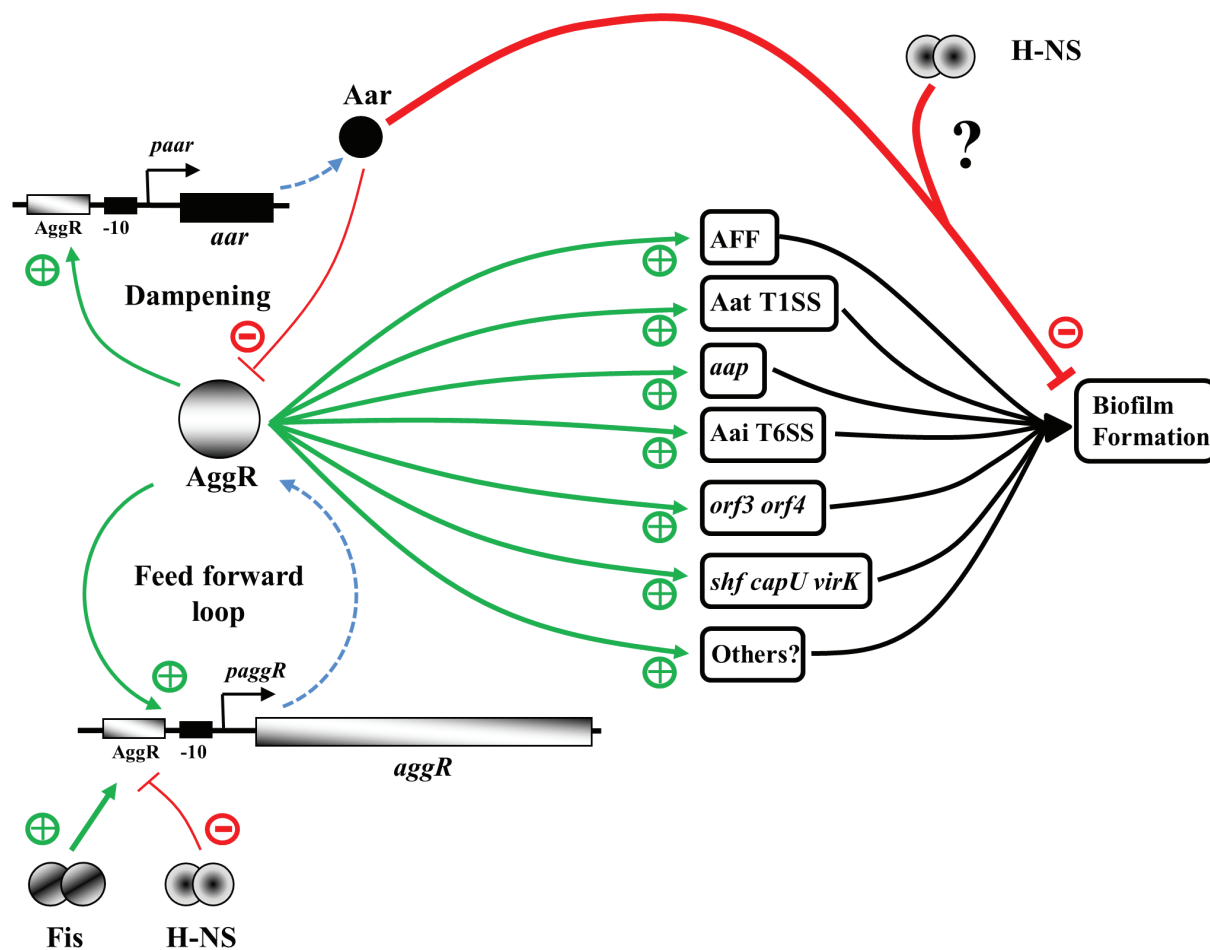 H-NS
?
Aar
paar
AggR
-10
aar
Dampening
AFF
Aat T1SS
aap
Aai T6SS
orf3 orf4
shf capU virK
Others?
Biofilm
Formation
AggR
Feed forward
loop
paggR
AggR
-10
aggR
Fis
H-NS